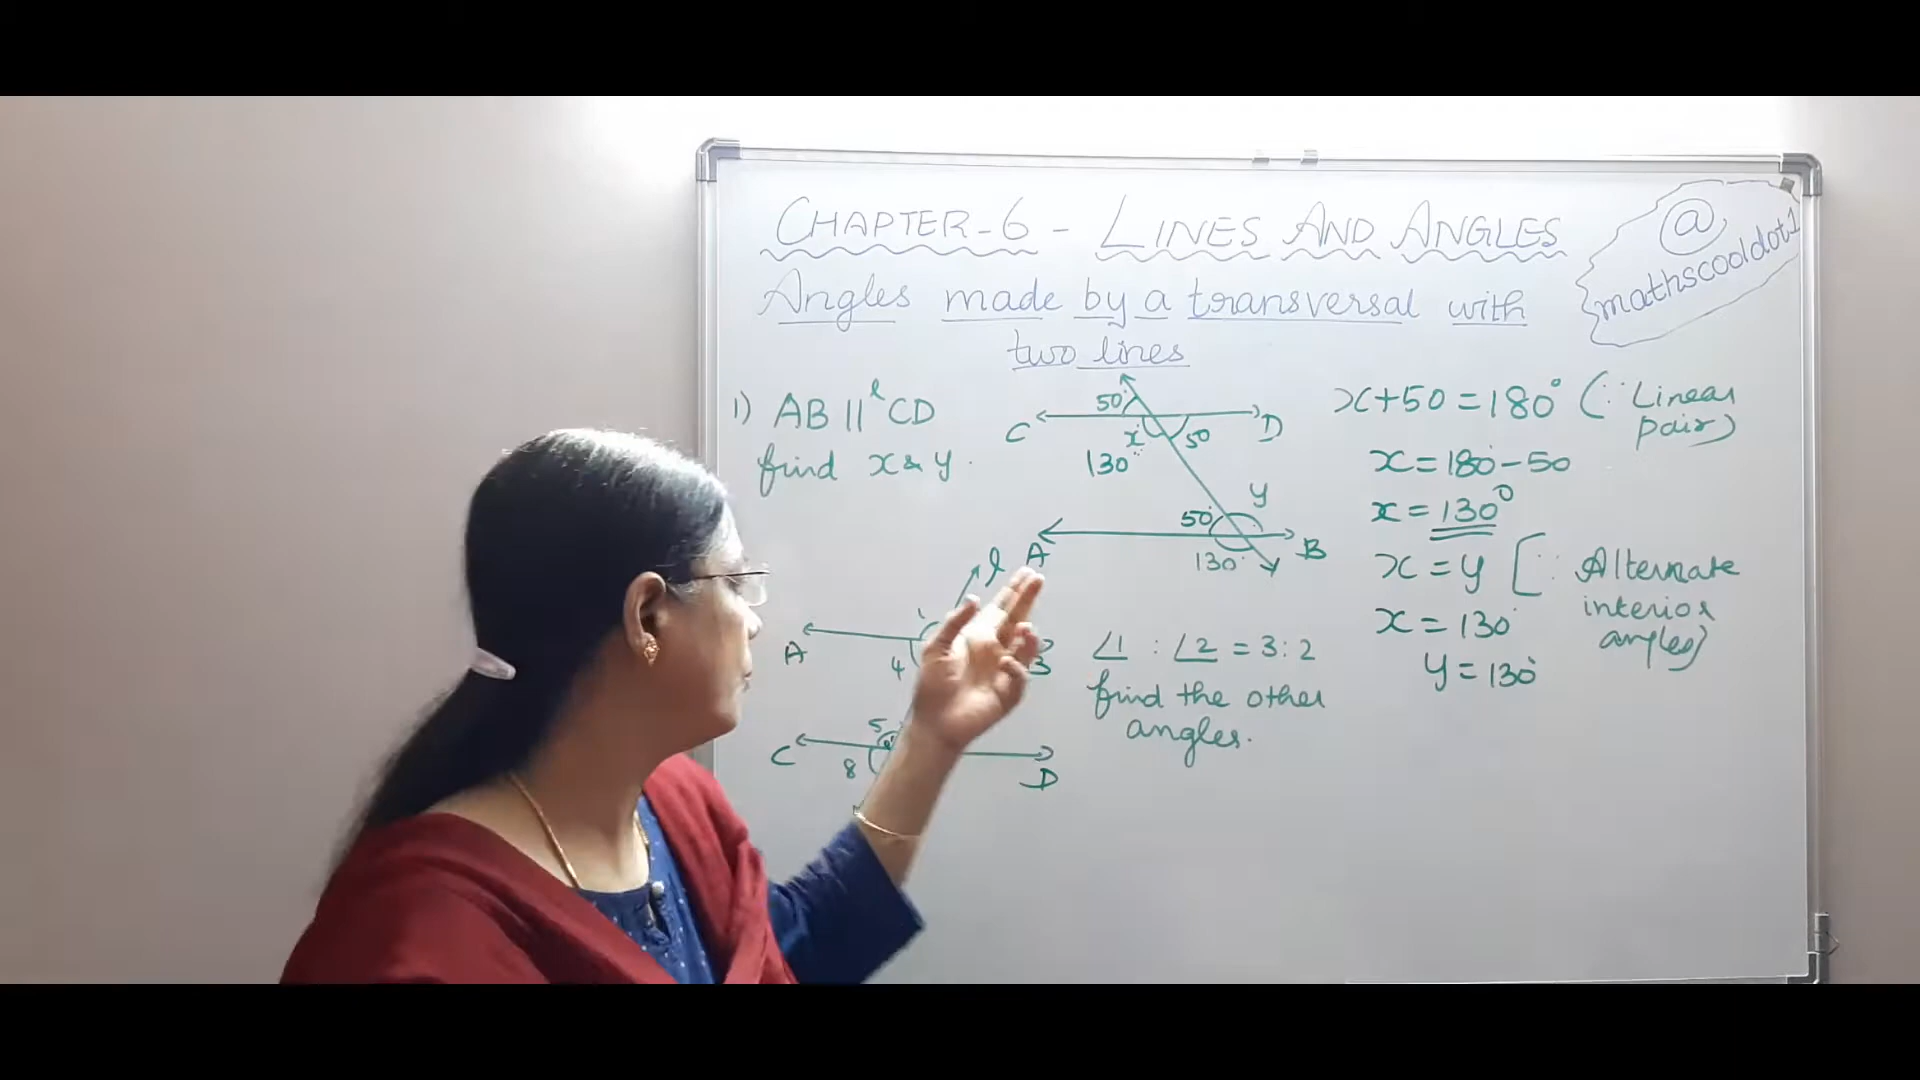 CHAPTER-6 - LINES AND ANGLES
@mathscooldot1
Angles made by a transversal with
two lines
1) AB ||ˡ CD
find x & y.
50°
C
D
x
50
130°
y
50°
A
B
130°
x+50 = 180° (∵ Linear
pair)
x = 180 - 50
x = 130°
x = y [∵ Alternate
interior
angles)
x = 130°
y = 130°
l
1
A
4
B
5
C
8
D
∠1 : ∠2 = 3:2
find the other
angles.